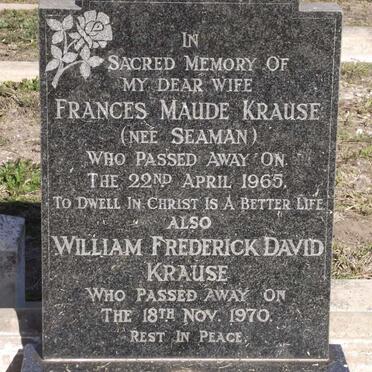 IN
SACRED MEMORY OF
MY DEAR WIFE
FRANCES MAUDE KRAUSE
(NEÉ SEAMAN)
WHO PASSED AWAY ON
THE 22ND APRIL 1965.
TO DWELL IN CHRIST IS A BETTER LIFE
ALSO
WILLIAM FREDERICK DAVID
KRAUSE
WHO PASSED AWAY ON
THE 18TH NOV. 1970.
REST IN PEACE.